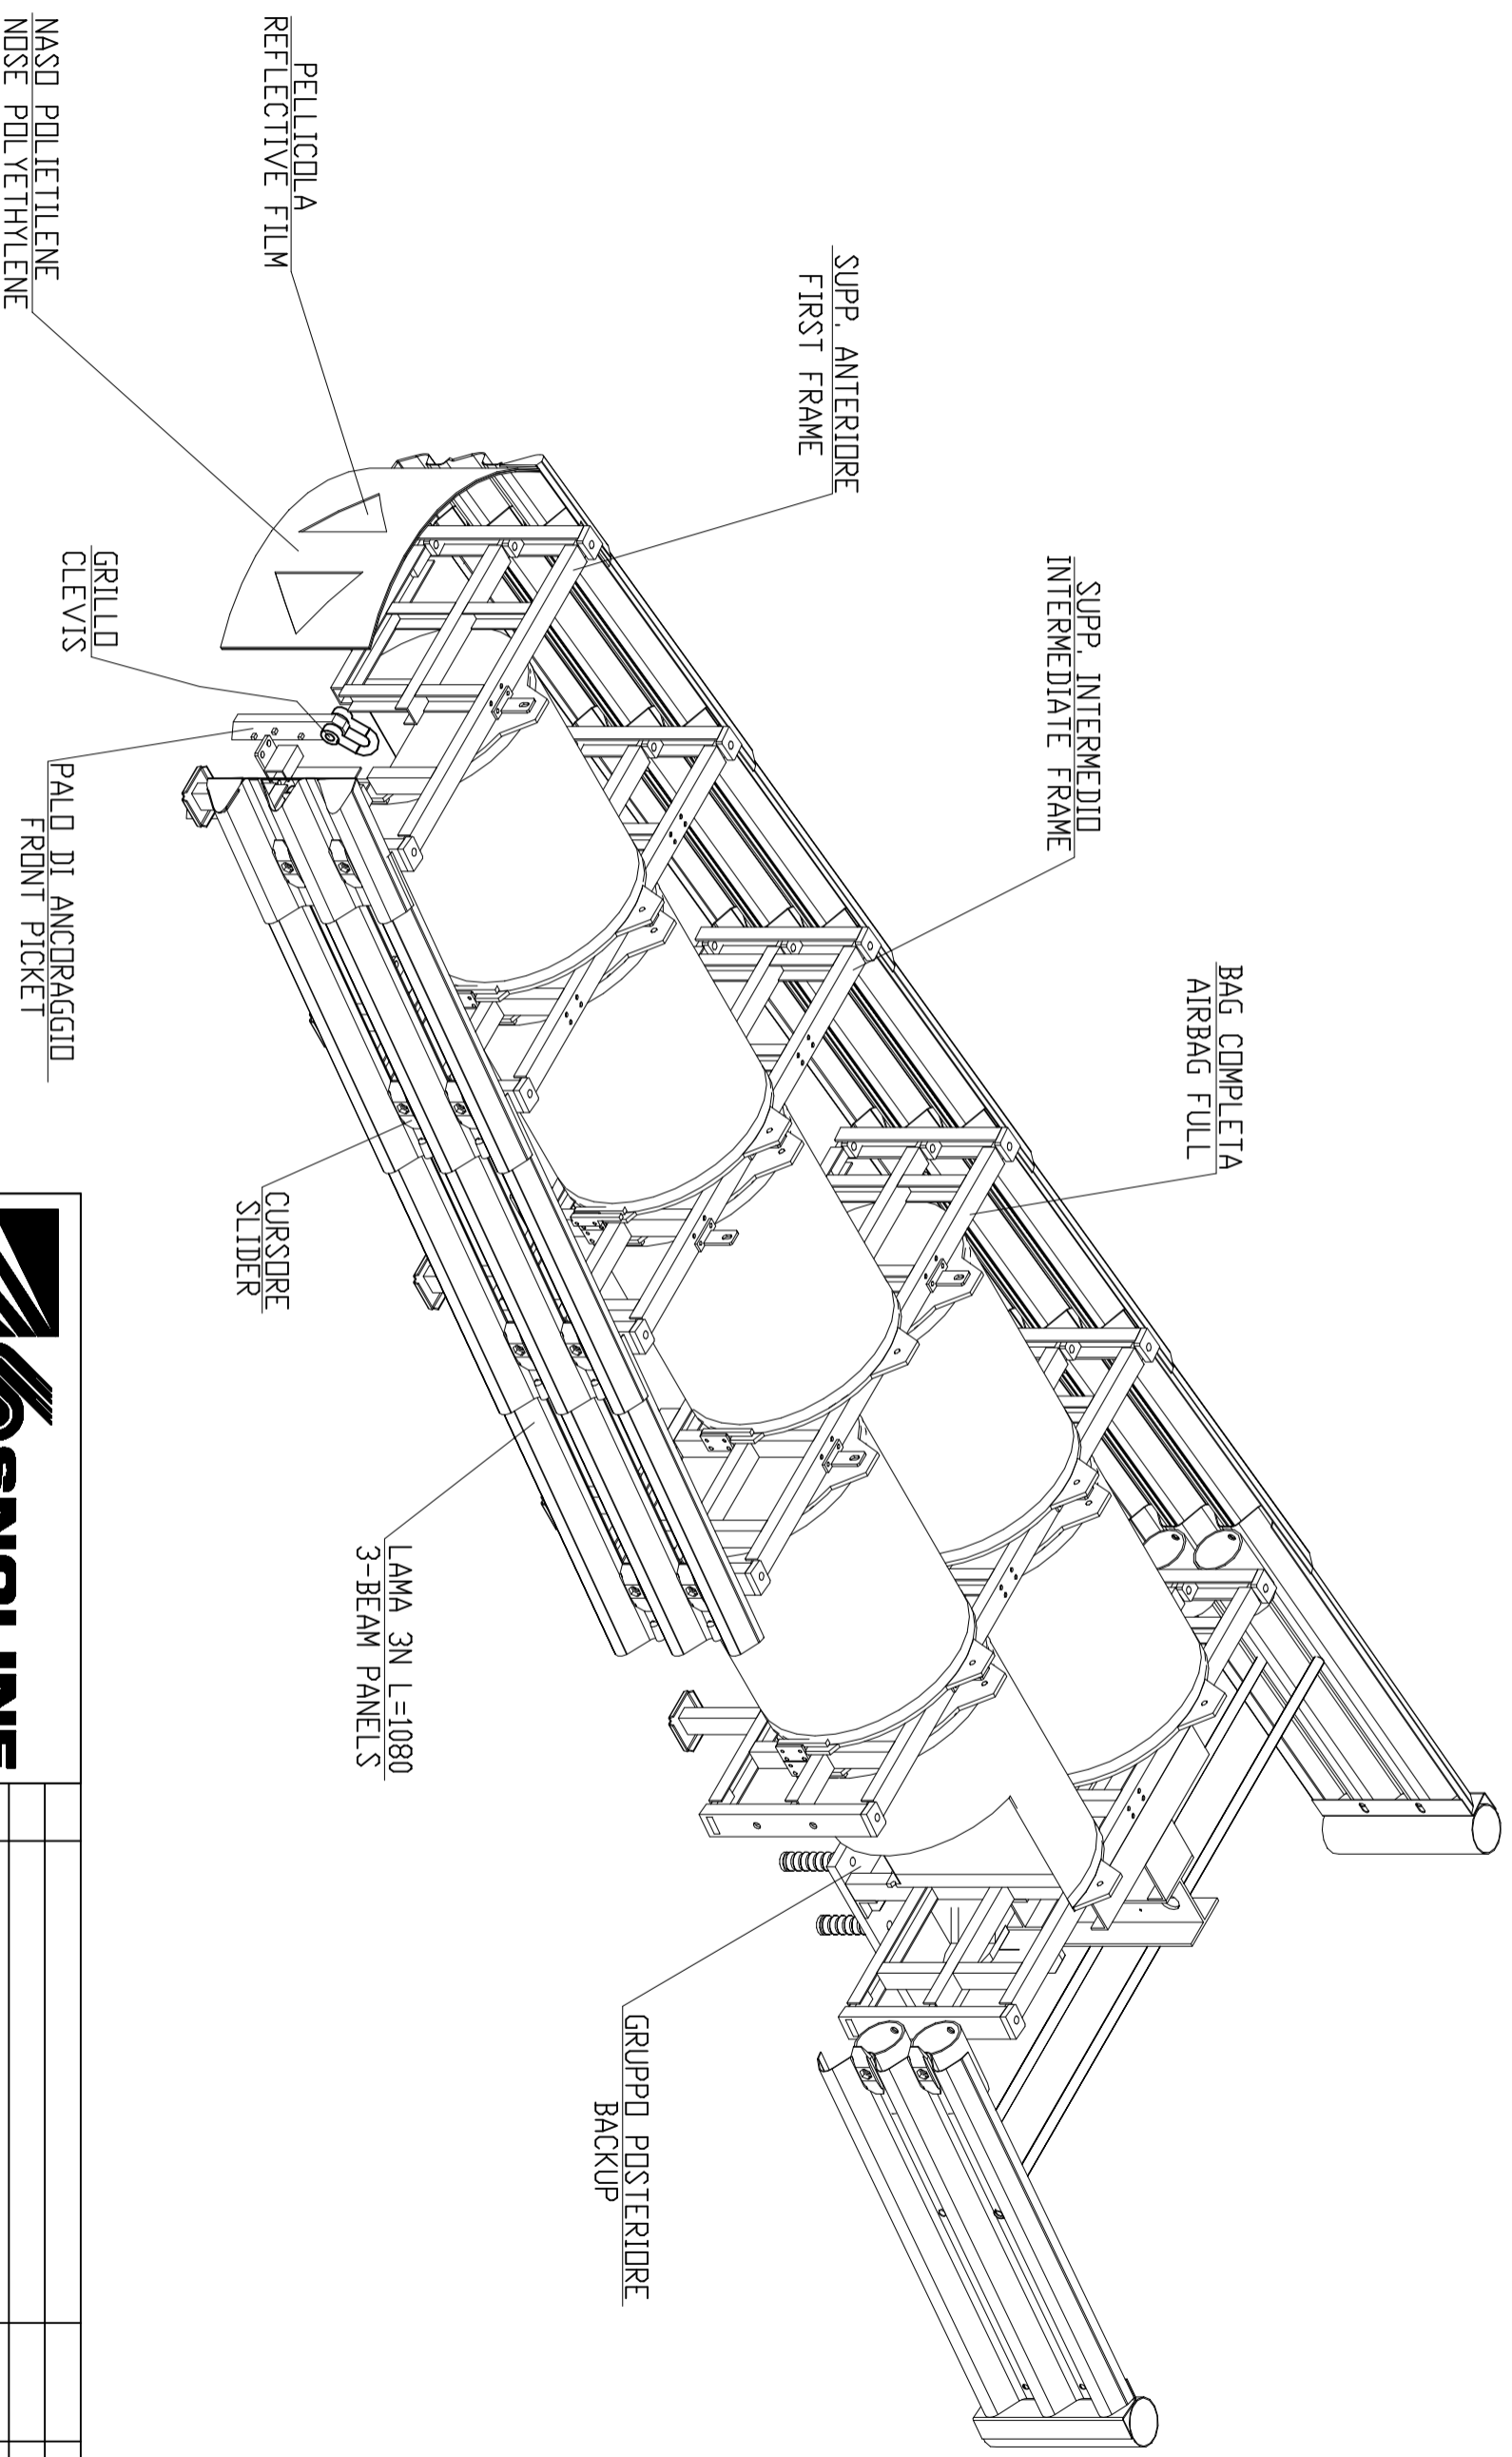 BAG COMPLETA
AIRBAG FULL
SUPP. INTERMEDIO
INTERMEDIATE FRAME
SUPP. ANTERIORE
FIRST FRAME
PELLICOLA
REFLECTIVE FILM
NASO POLIETILENE
NOSE POLYETHYLENE
GRILLO
CLEVIS
PALO DI ANCORAGGIO
FRONT PICKET
CURSORE
SLIDER
LAMA 3N L=1080
3-BEAM PANELS
GRUPPO POSTERIORE
BACKUP